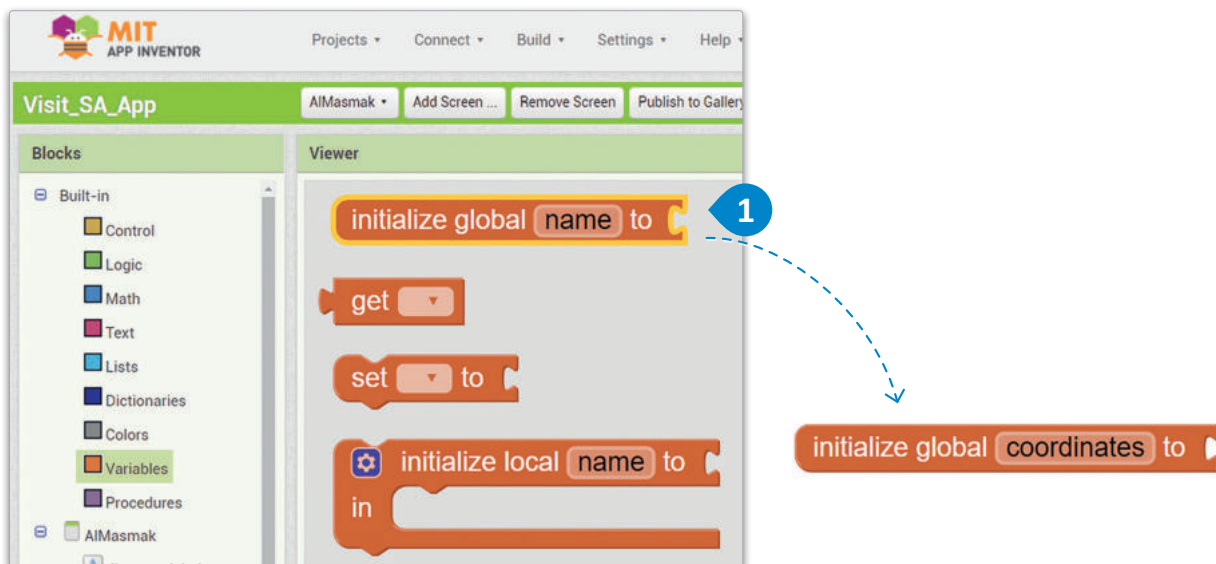 MIT
APP INVENTOR
Projects
Connect
Build
Settings
Help
Visit_SA_App
AlMasmak
Add Screen ...
Remove Screen
Publish to Gallery
Blocks
Viewer
Built-in
Control
Logic
Math
Text
Lists
Dictionaries
Colors
Variables
Procedures
AlMasmak
initialize global name to
1
get
set to
initialize local name to
in
initialize global coordinates to